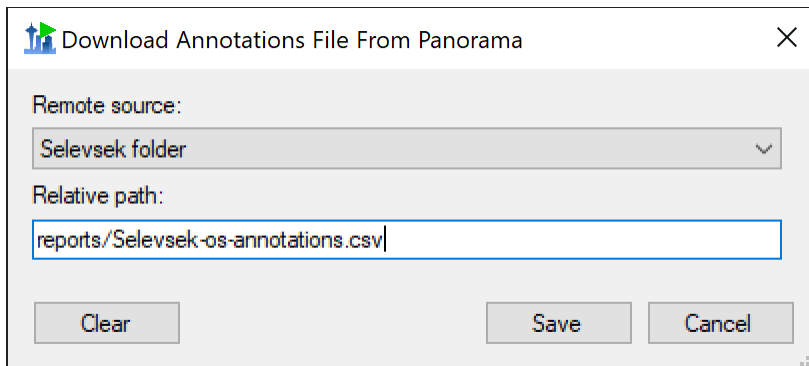 Download Annotations File From Panorama
Remote source:
Selevsek folder
Relative path:
reports/Selevsek-os-annotations.csv
Clear Save Cancel